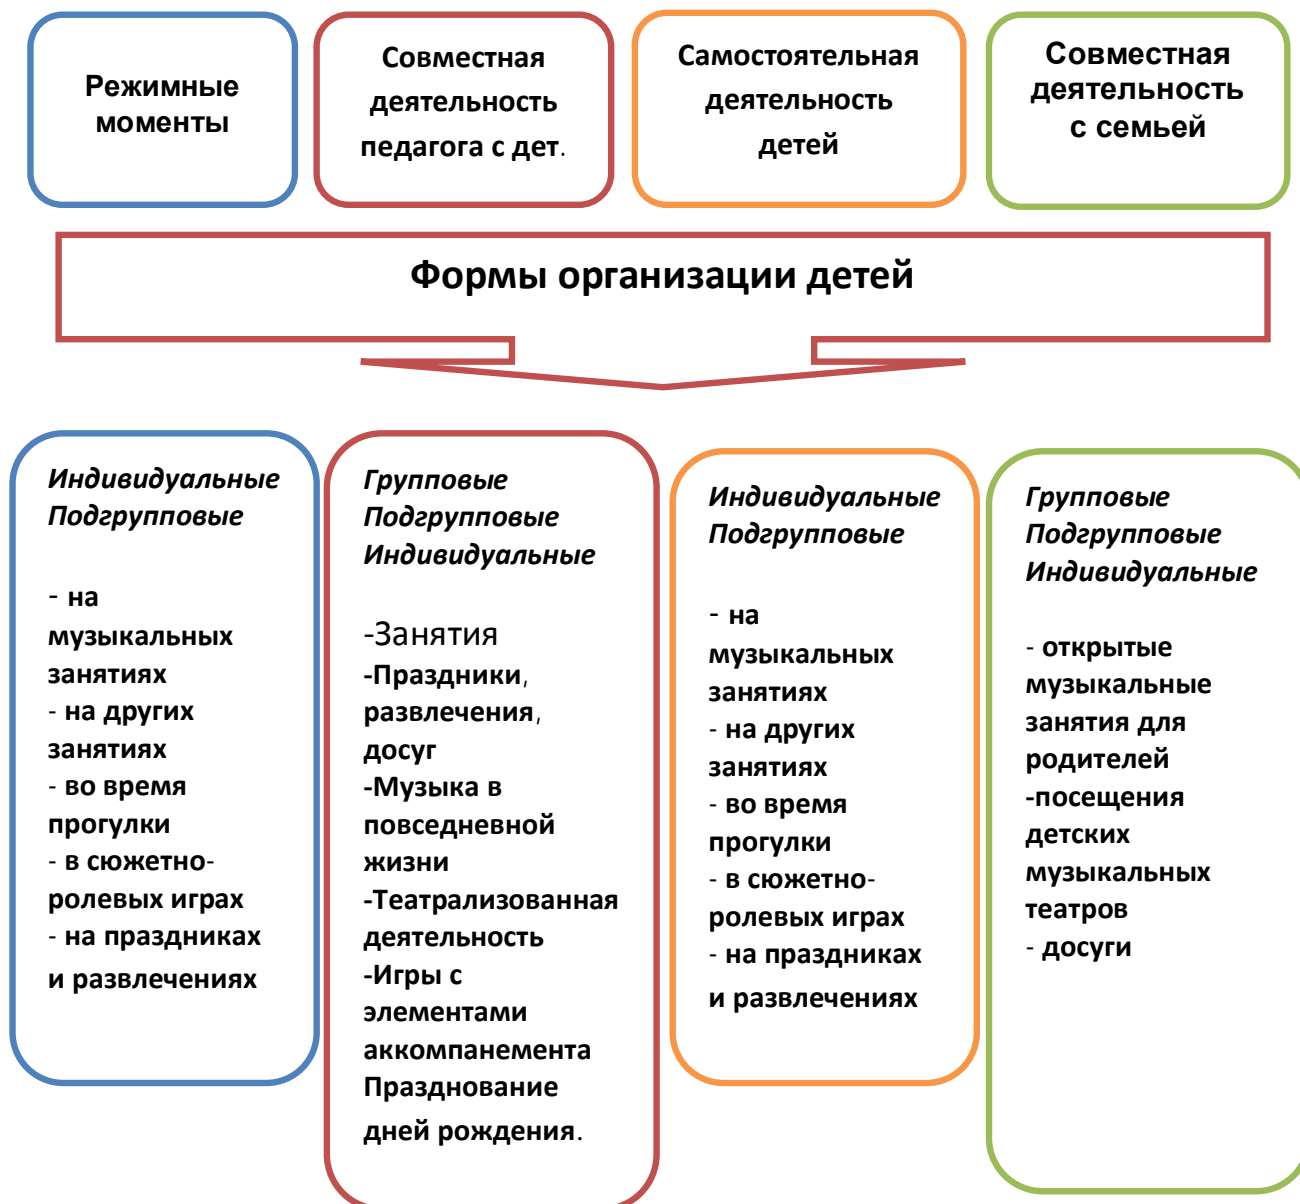 Режимные
моменты
Совместная
деятельность
педагога с дет.
Самостоятельная
деятельность
детей
Совместная
деятельность
с семьей
Формы организации детей
Индивидуальные
Подгрупповые
- на
музыкальных
занятиях
- на других
занятиях
- во время
прогулки
- в сюжетно-
ролевых играх
- на праздниках
и развлечениях
Групповые
Подгрупповые
Индивидуальные
-Занятия
-Праздники,
развлечения,
досуг
-Музыка в
повседневной
жизни
-Театрализованная
деятельность
-Игры с
элементами
аккомпанемента
Празднование
дней рождения.
Индивидуальные
Подгрупповые
- на
музыкальных
занятиях
- на других
занятиях
- во время
прогулки
- в сюжетно-
ролевых играх
- на праздниках
и развлечениях
Групповые
Подгрупповые
Индивидуальные
- открытые
музыкальные
занятия для
родителей
-посещения
детских
музыкальных
театров
- досуги